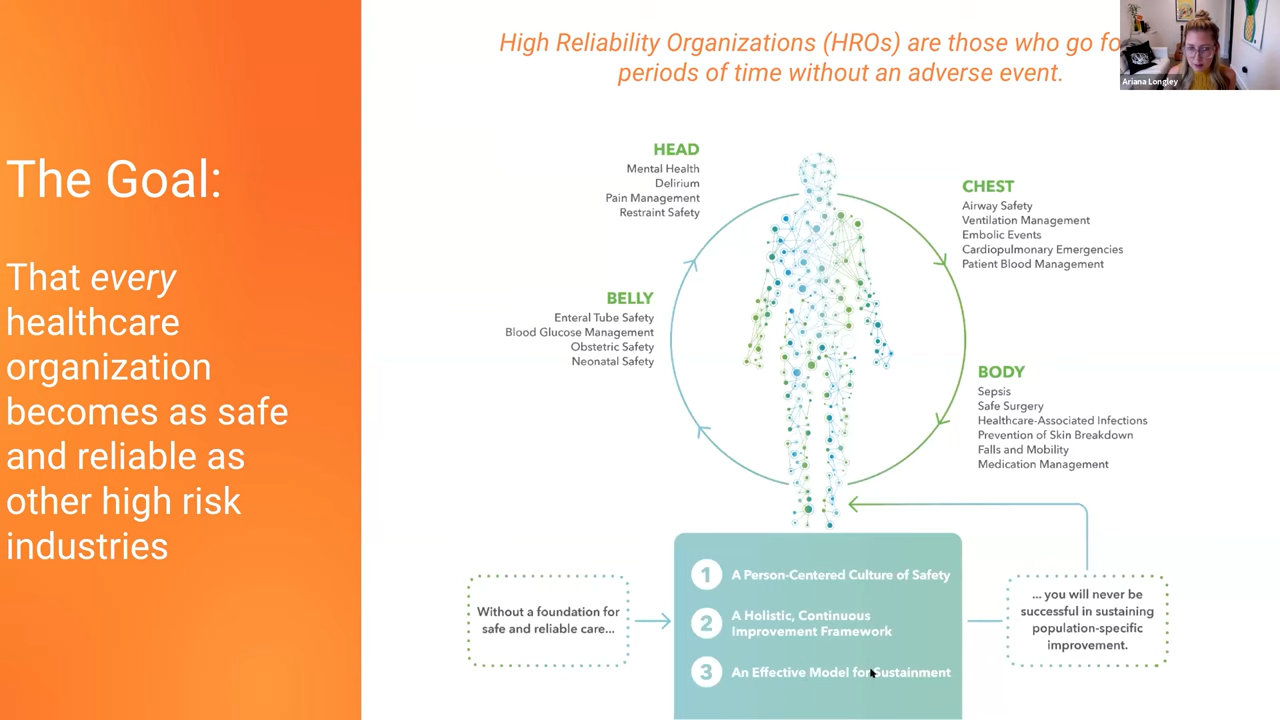 High Reliability Organizations (HROs) are those who go fo
periods of time without an adverse event.
Ariana Longley
The Goal:
That every
healthcare
organization
becomes as safe
and reliable as
other high risk
industries
HEAD
Mental Health
Delirium
Pain Management
Restraint Safety
CHEST
Airway Safety
Ventilation Management
Embolic Events
Cardiopulmonary Emergencies
Patient Blood Management
BELLY
Enteral Tube Safety
Blood Glucose Management
Obstetric Safety
Neonatal Safety
BODY
Sepsis
Safe Surgery
Healthcare-Associated Infections
Prevention of Skin Breakdown
Falls and Mobility
Medication Management
Without a foundation for
safe and reliable care...
1 A Person-Centered Culture of Safety
2 A Holistic, Continuous
Improvement Framework
3 An Effective Model for Sustainment
... you will never be
successful in sustaining
population-specific
improvement.